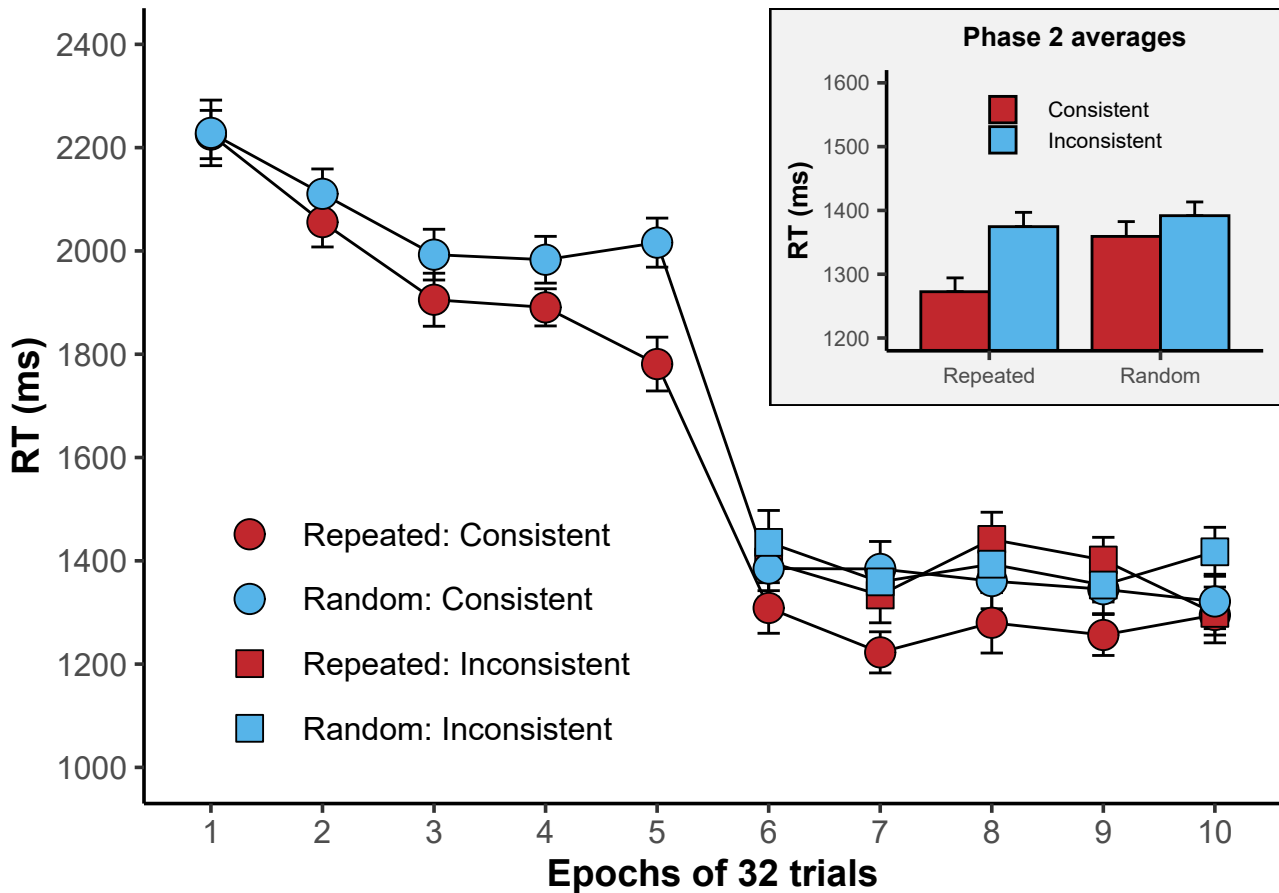 2400
2200
2000
1800
1600
1400
1200
1000
RT (ms)
Repeated: Consistent
Random: Consistent
Repeated: Inconsistent
Random: Inconsistent
1 2 3 4 5 6 7 8 9 10
Epochs of 32 trials
Phase 2 averages
1600
1500
1400
1300
1200
RT (ms)
Consistent
Inconsistent
Repeated Random